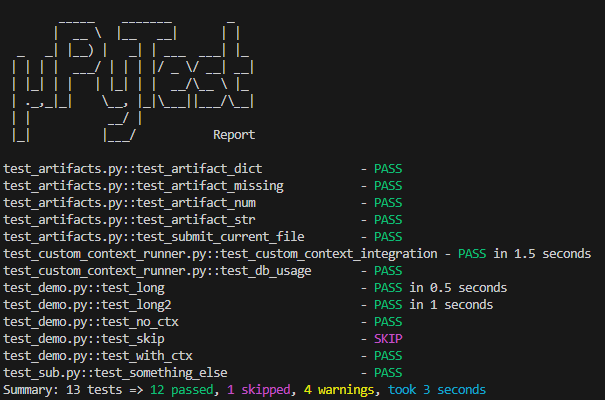 µPyTest
Report
test_artifacts.py::test_artifact_dict - PASS
test_artifacts.py::test_artifact_missing - PASS
test_artifacts.py::test_artifact_num - PASS
test_artifacts.py::test_artifact_str - PASS
test_artifacts.py::test_submit_current_file - PASS
test_custom_context_runner.py::test_custom_context_integration - PASS in 1.5 seconds
test_custom_context_runner.py::test_db_usage - PASS
test_demo.py::test_long - PASS in 0.5 seconds
test_demo.py::test_long2 - PASS in 1 seconds
test_demo.py::test_no_ctx - PASS
test_demo.py::test_skip - SKIP
test_demo.py::test_with_ctx - PASS
test_sub.py::test_something_else - PASS
Summary: 13 tests => 12 passed, 1 skipped, 4 warnings, took 3 seconds